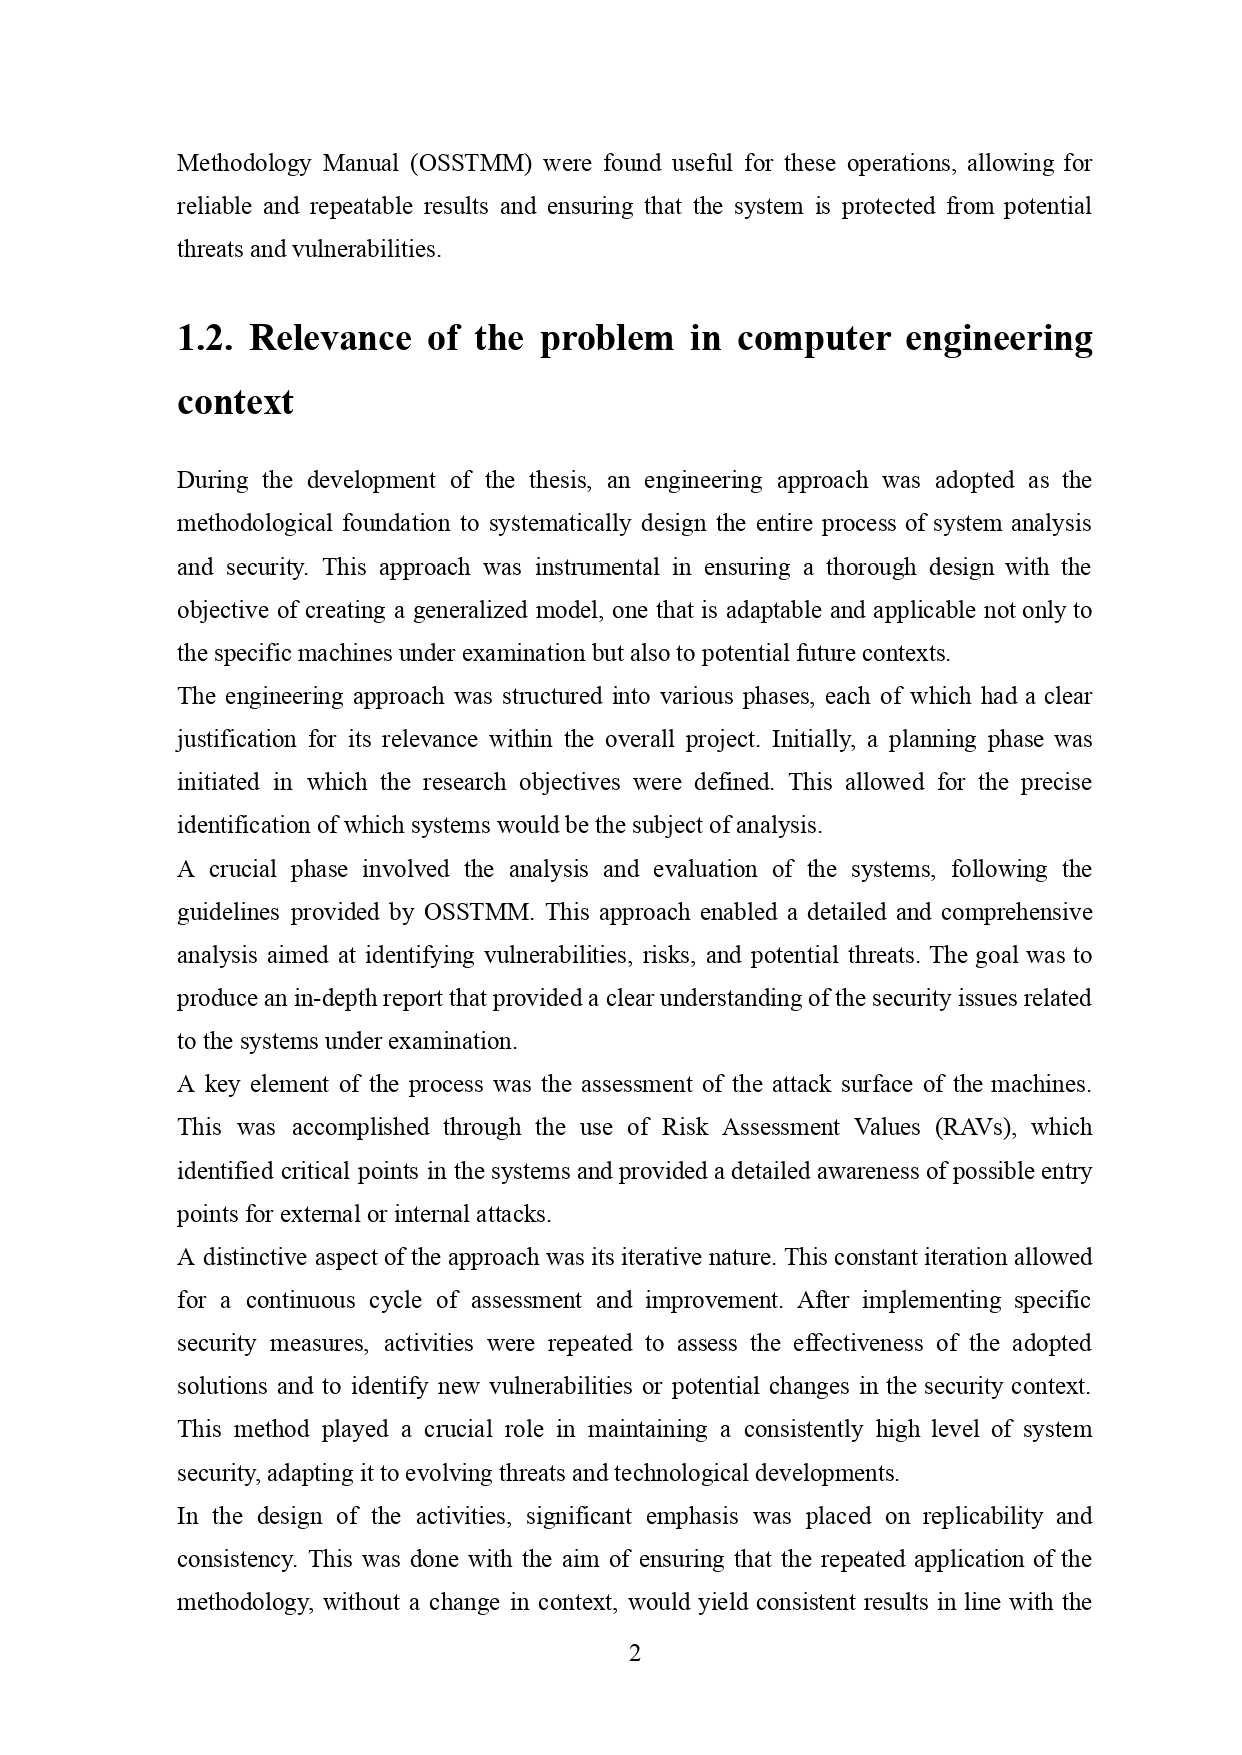 Methodology Manual (OSSTMM) were found useful for these operations, allowing for
reliable and repeatable results and ensuring that the system is protected from potential
threats and vulnerabilities.
1.2. Relevance of the problem in computer engineering
context
During the development of the thesis, an engineering approach was adopted as the
methodological foundation to systematically design the entire process of system analysis
and security. This approach was instrumental in ensuring a thorough design with the
objective of creating a generalized model, one that is adaptable and applicable not only to
the specific machines under examination but also to potential future contexts.
The engineering approach was structured into various phases, each of which had a clear
justification for its relevance within the overall project. Initially, a planning phase was
initiated in which the research objectives were defined. This allowed for the precise
identification of which systems would be the subject of analysis.
A crucial phase involved the analysis and evaluation of the systems, following the
guidelines provided by OSSTMM. This approach enabled a detailed and comprehensive
analysis aimed at identifying vulnerabilities, risks, and potential threats. The goal was to
produce an in-depth report that provided a clear understanding of the security issues related
to the systems under examination.
A key element of the process was the assessment of the attack surface of the machines.
This was accomplished through the use of Risk Assessment Values (RAVs), which
identified critical points in the systems and provided a detailed awareness of possible entry
points for external or internal attacks.
A distinctive aspect of the approach was its iterative nature. This constant iteration allowed
for a continuous cycle of assessment and improvement. After implementing specific
security measures, activities were repeated to assess the effectiveness of the adopted
solutions and to identify new vulnerabilities or potential changes in the security context.
This method played a crucial role in maintaining a consistently high level of system
security, adapting it to evolving threats and technological developments.
In the design of the activities, significant emphasis was placed on replicability and
consistency. This was done with the aim of ensuring that the repeated application of the
methodology, without a change in context, would yield consistent results in line with the
2